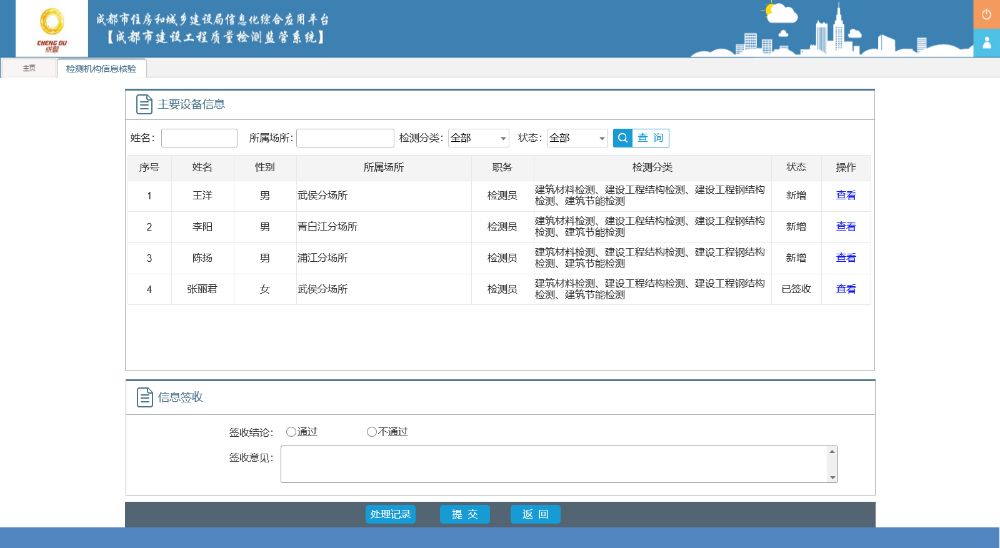 CHENG DU
成都
成都市住房和城乡建设局信息化综合应用平台
【成都市建设工程质量检测监管系统】
主页 检测机构信息核验
主要设备信息
姓名： 所属场所： 检测分类： 全部 状态： 全部 查 询
序号 姓名 性别 所属场所 职务 检测分类 状态 操作
1 王洋 男 武侯分场所 检测员 建筑材料检测、建设工程结构检测、建设工程钢结构
检测、建筑节能检测 新增 查看
2 李阳 男 青白江分场所 检测员 建筑材料检测、建设工程结构检测、建设工程钢结构
检测、建筑节能检测 新增 查看
3 陈扬 男 浦江分场所 检测员 建筑材料检测、建设工程结构检测、建设工程钢结构
检测、建筑节能检测 新增 查看
4 张丽君 女 武侯分场所 检测员 建筑材料检测、建设工程结构检测、建设工程钢结构
检测、建筑节能检测 已签收 查看
信息签收
签收结论： 通过 不通过
签收意见：
处理记录 提 交 返 回